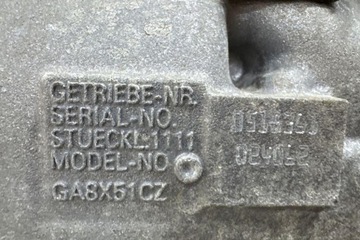 GETRIEBE-NR.
SERIAL-NO.
STUECKL.1111
MODEL-NO
GA8X51CZ